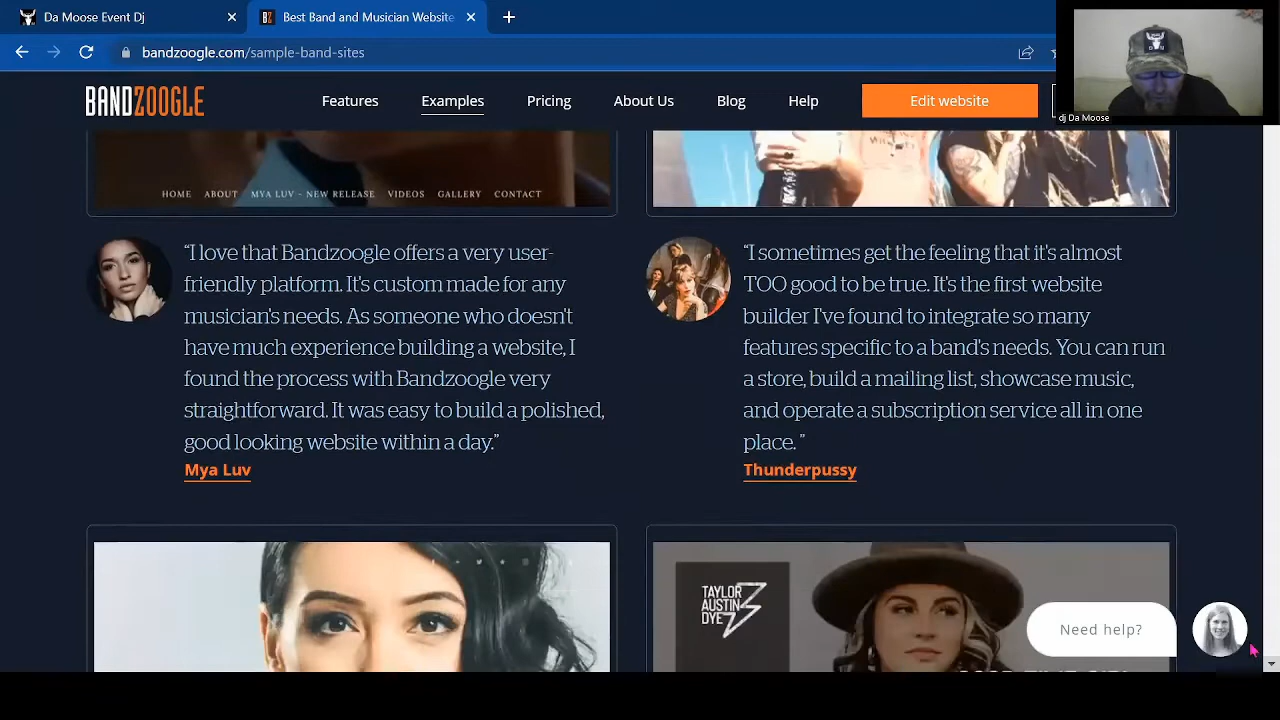 Da Moose Event Dj
Best Band and Musician Website
bandzoogle.com/sample-band-sites
BANDZOOGLE
Features
Examples
Pricing
About Us
Blog
Help
Edit website
dj Da Moose
HOME ABOUT MYA LUV - NEW RELEASE VIDEOS GALLERY CONTACT
“I love that Bandzoogle offers a very user-
friendly platform. It's custom made for any
musician's needs. As someone who doesn't
have much experience building a website, I
found the process with Bandzoogle very
straightforward. It was easy to build a polished,
good looking website within a day.”
Mya Luv
“I sometimes get the feeling that it's almost
TOO good to be true. It's the first website
builder I've found to integrate so many
features specific to a band's needs. You can run
a store, build a mailing list, showcase music,
and operate a subscription service all in one
place. ”
Thunderpussy
TAYLOR
AUSTIN
DYE
Need help?